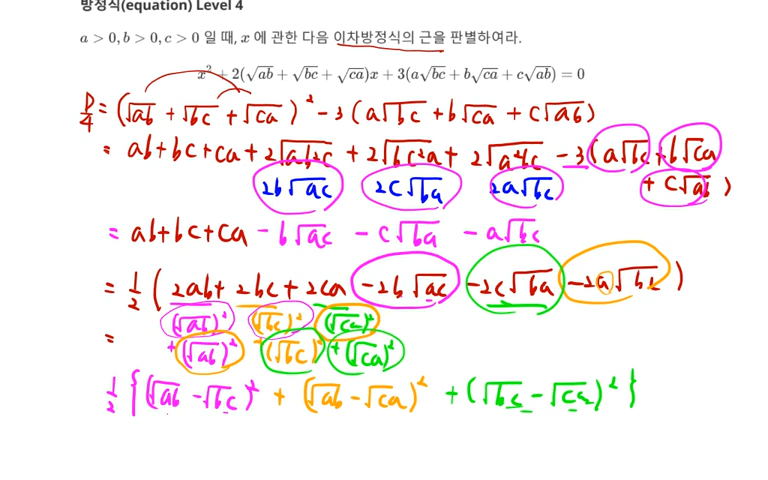 방정식(equation) Level 4
a > 0, b > 0, c > 0 일 때, x 에 관한 다음 이차방정식의 근을 판별하여라.
x² + 2(√ab + √bc + √ca)x + 3(a√bc + b√ca + c√ab) = 0
D/4 = (√ab + √bc + √ca)² - 3(a√bc + b√ca + c√ab)
= ab + bc + ca + 2√ab²c + 2√bc²a + 2√a²bc - 3(a√bc + b√ca
2b√ac 2c√ba 2a√bc + c√ab)
= ab + bc + ca - b√ac - c√ba - a√bc
= 1/2 (2ab + 2bc + 2ca - 2b√ac - 2c√ba - 2a√bc)
(√ab)² (√bc)² (√ca)²
= +(√ab)² +(√bc)² +(√ca)²
1/2 {(√ab - √bc)² + (√ab - √ca)² + (√bc - √ca)²}